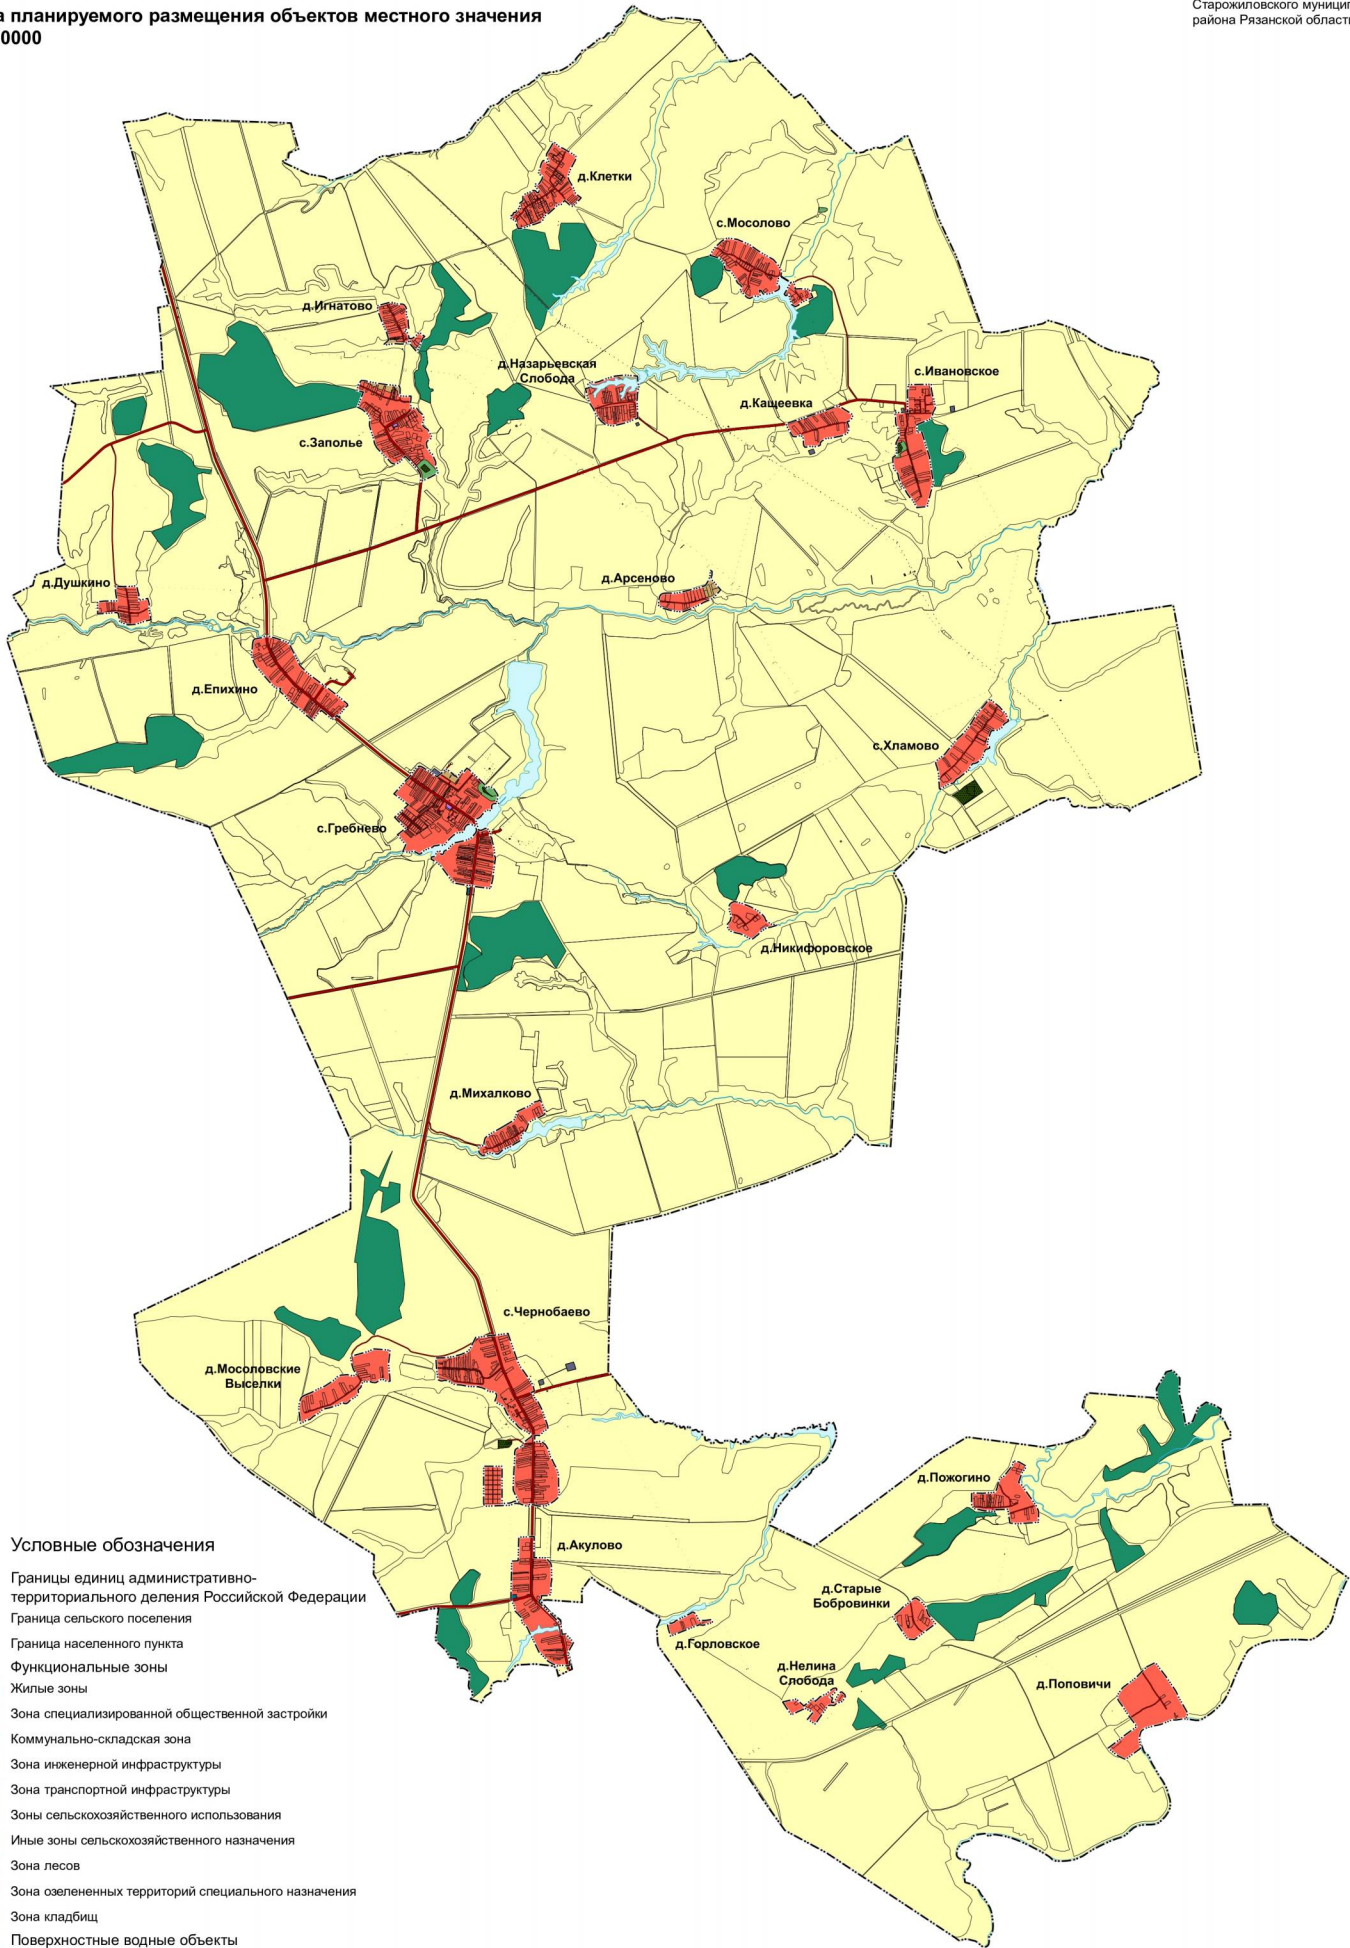 а планируемого размещения объектов местного значения
0000
Старожиловского муницип
района Рязанской област
д.Клетки
с.Мосолово
д.Игнатово
д.Назарьевская
Слобода
с.Ивановское
д.Кащеевка
с.Заполье
д.Душкино
д.Арсеново
д.Епихино
с.Хламово
с.Гребнево
д.Никифоровское
д.Михалково
с.Чернобаево
д.Мосоловские
Выселки
д.Пожогино
д.Акулово
д.Старые
Бобровинки
д.Горловское
д.Нелина
Слобода
д.Поповичи
Условные обозначения
Границы единиц административно-
территориального деления Российской Федерации
Граница сельского поселения
Граница населенного пункта
Функциональные зоны
Жилые зоны
Зона специализированной общественной застройки
Коммунально-складская зона
Зона инженерной инфраструктуры
Зона транспортной инфраструктуры
Зоны сельскохозяйственного использования
Иные зоны сельскохозяйственного назначения
Зона лесов
Зона озелененных территорий специального назначения
Зона кладбищ
Поверхностные водные объекты